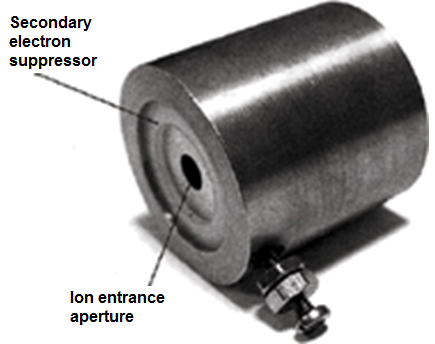 Secondary
electron
suppressor
Ion entrance
aperture